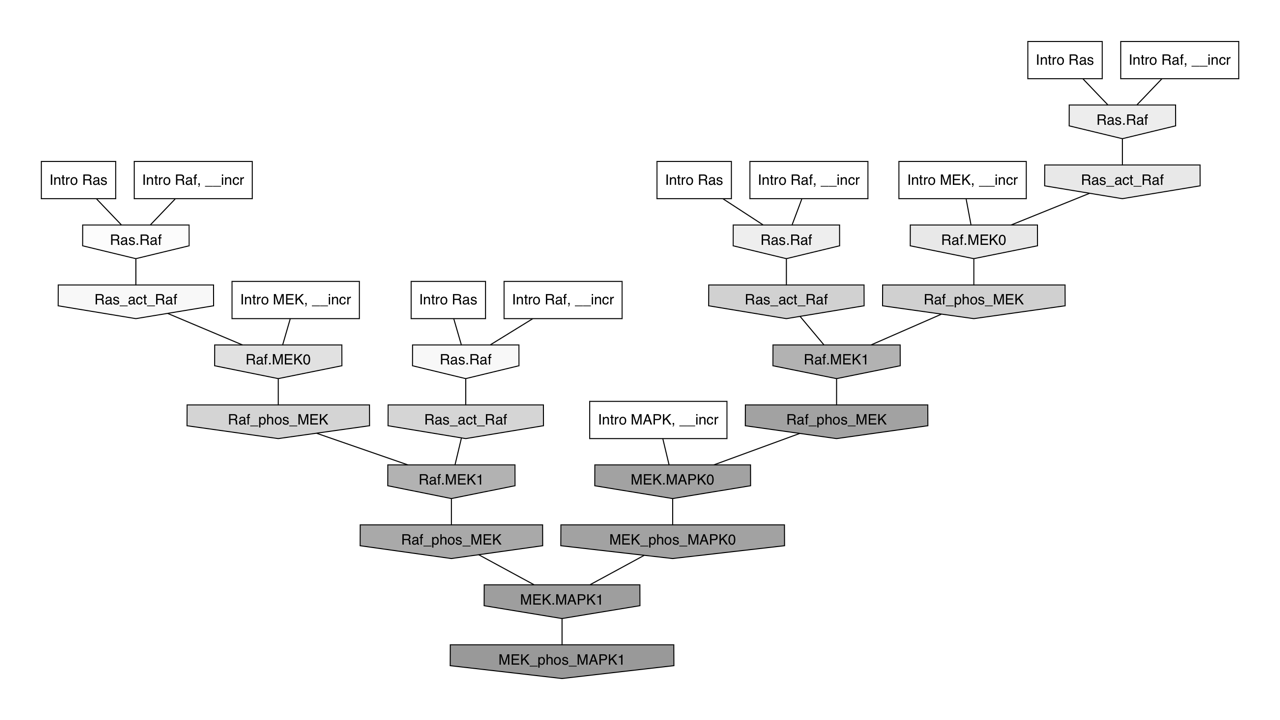 Intro Ras
Intro Raf, __incr
Ras.Raf
Intro Ras
Intro Raf, __incr
Intro Ras
Intro Raf, __incr
Intro MEK, __incr
Ras_act_Raf
Ras.Raf
Ras.Raf
Raf.MEK0
Ras_act_Raf
Intro MEK, __incr
Intro Ras
Intro Raf, __incr
Ras_act_Raf
Raf_phos_MEK
Raf.MEK0
Ras.Raf
Raf.MEK1
Raf_phos_MEK
Ras_act_Raf
Intro MAPK, __incr
Raf_phos_MEK
Raf.MEK1
MEK.MAPK0
Raf_phos_MEK
MEK_phos_MAPK0
MEK.MAPK1
MEK_phos_MAPK1